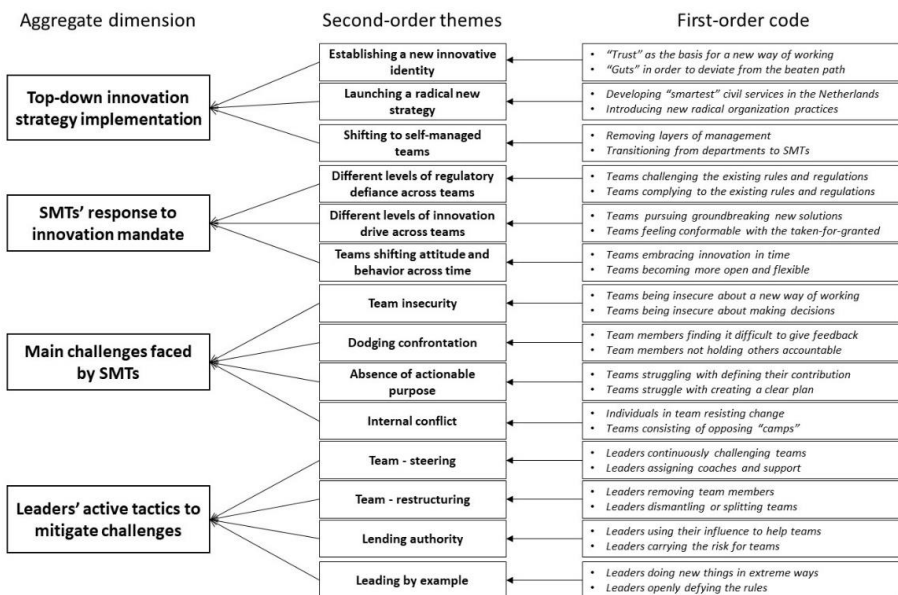 Aggregate dimension
Second-order themes
First-order code
Top-down innovation
strategy implementation
Establishing a new innovative
identity
• “Trust” as the basis for a new way of working
• “Guts” in order to deviate from the beaten path
Launching a radical new
strategy
• Developing “smartest” civil services in the Netherlands
• Introducing new radical organization practices
Shifting to self-managed
teams
• Removing layers of management
• Transitioning from departments to SMTs
SMTs’ response to
innovation mandate
Different levels of regulatory
defiance across teams
• Teams challenging the existing rules and regulations
• Teams complying to the existing rules and regulations
Different levels of innovation
drive across teams
• Teams pursuing groundbreaking new solutions
• Teams feeling conformable with the taken-for-granted
Teams shifting attitude and
behavior across time
• Teams embracing innovation in time
• Teams becoming more open and flexible
Main challenges faced
by SMTs
Team insecurity
• Teams being insecure about a new way of working
• Teams being insecure about making decisions
Dodging confrontation
• Team members finding it difficult to give feedback
• Team members not holding others accountable
Absence of actionable
purpose
• Teams struggling with defining their contribution
• Teams struggle with creating a clear plan
Internal conflict
• Individuals in team resisting change
• Teams consisting of opposing “camps”
Leaders’ active tactics to
mitigate challenges
Team - steering
• Leaders continuously challenging teams
• Leaders assigning coaches and support
Team - restructuring
• Leaders removing team members
• Leaders dismantling or splitting teams
Lending authority
• Leaders using their influence to help teams
• Leaders carrying the risk for teams
Leading by example
• Leaders doing new things in extreme ways
• Leaders openly defying the rules